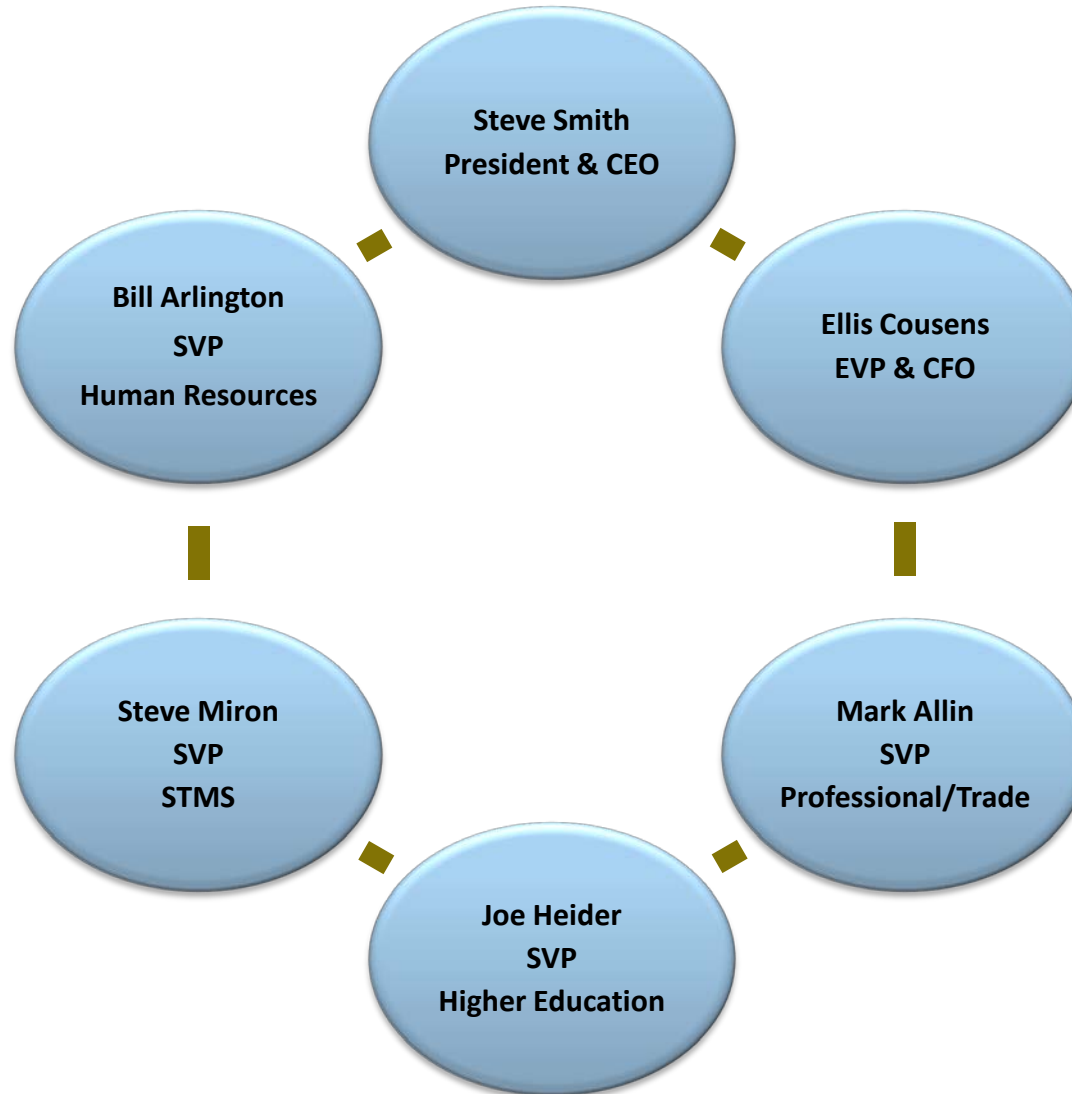 Steve Smith
President & CEO
Bill Arlington
SVP
Human Resources
Ellis Cousens
EVP & CFO
Steve Miron
SVP
STMS
Mark Allin
SVP
Professional/Trade
Joe Heider
SVP
Higher Education